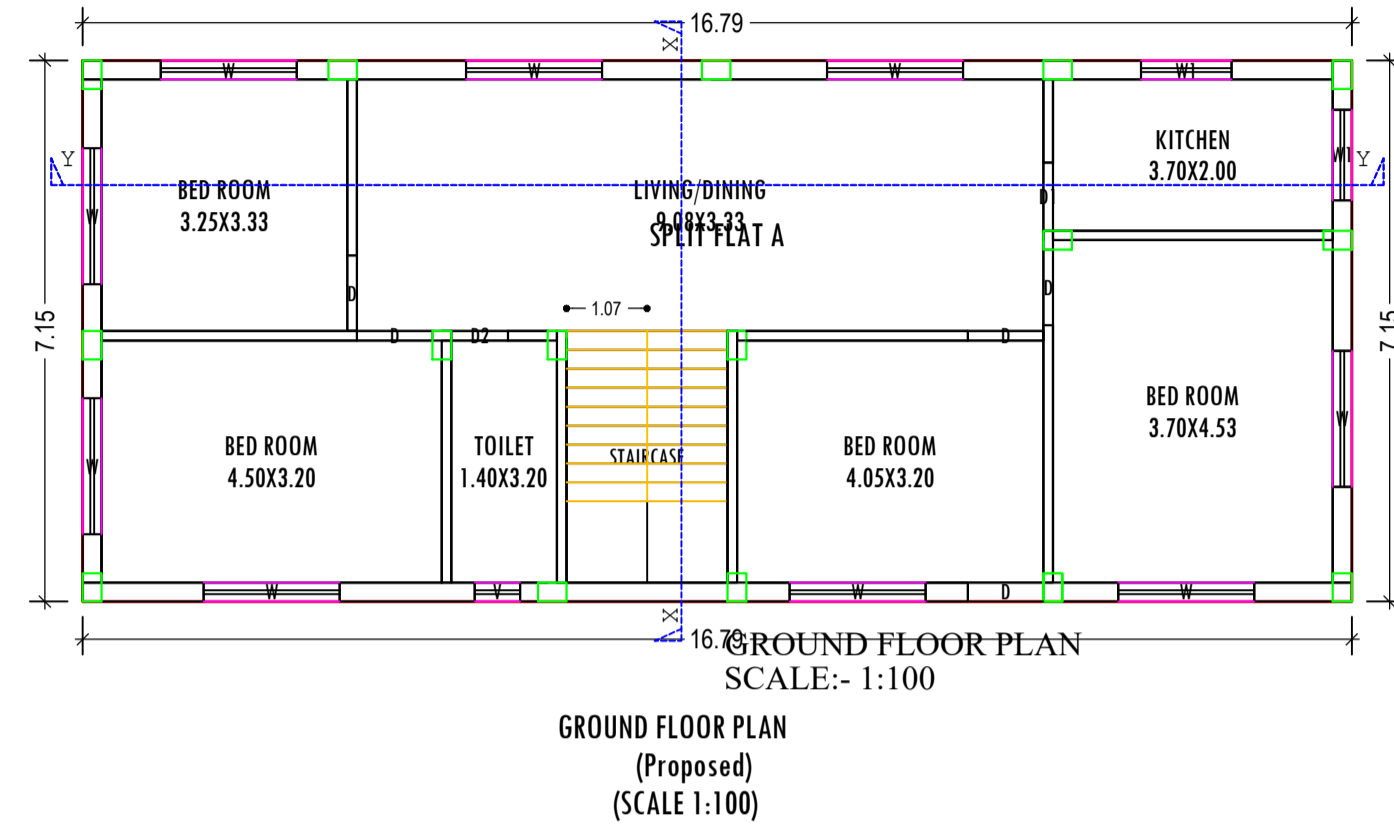 16.79
X
W
W
W
W1
Y
W1
Y
KITCHEN
3.70X2.00
BED ROOM
3.25X3.33
LIVING/DINING
9.08X3.33
SPLIT FLAT A
W
D1
D
D
1.07
7.15
7.15
D
D2
D
BED ROOM
4.50X3.20
TOILET
1.40X3.20
STAIRCASE
BED ROOM
4.05X3.20
BED ROOM
3.70X4.53
W
W
W
V
W
D
W
X
16.79
GROUND FLOOR PLAN
SCALE:- 1:100
GROUND FLOOR PLAN
(Proposed)
(SCALE 1:100)